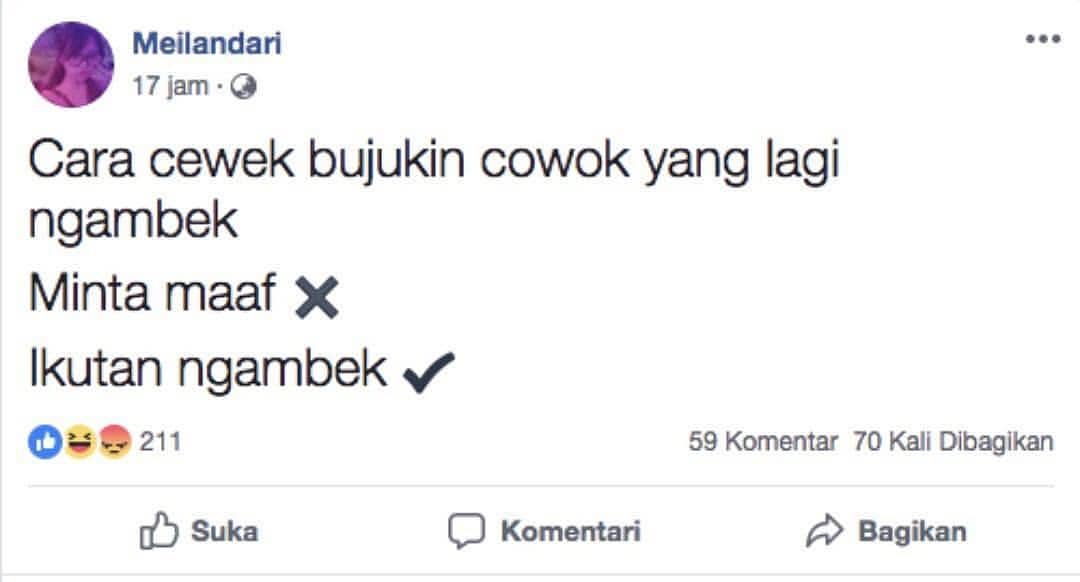 Meilandari
17 jam ·
Cara cewek bujukin cowok yang lagi
ngambek
Minta maaf ✖
Ikutan ngambek ✔
211
59 Komentar 70 Kali Dibagikan
Suka Komentari Bagikan